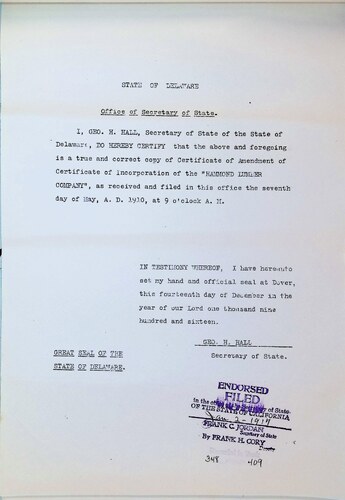 STATE OF DELAWARE
Office of Secretary of State.
I, GEO. H. HALL, Secretary of State of the State of
Delaware, DO HEREBY CERTIFY that the above and foregoing
is a true and correct copy of Certificate of Amendment of
Certificate of Incorporation of the "HAMMOND LUMBER
COMPANY", as received and filed in this office the seventh
day of May, A. D. 1910, at 9 o'clock A. M.
IN TESTIMONY WHEREOF, I have hereunto
set my hand and official seal at Dover,
this fourteenth day of December in the
year of our Lord one thousand nine
hundred and sixteen.
GEO. H. HALL
Secretary of State.
GREAT SEAL OF THE
STATE OF DELAWARE.
ENDORSED
FILED
In the office of the Secretary of State
OF THE STATE OF CALIFORNIA
Jan 2-1917
FRANK C. JORDAN
Secretary of State
By FRANK H. CORY
Deputy
348 409